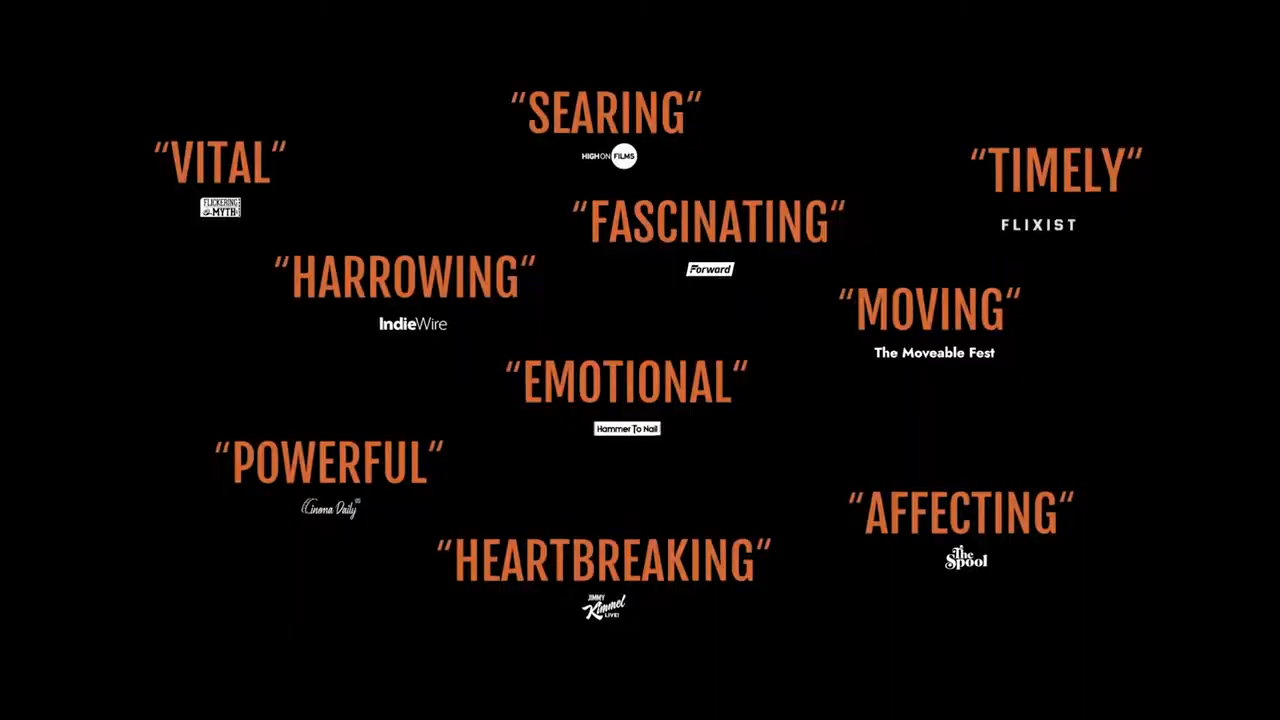 “SEARING“
HIGH ON FILMS
“VITAL“
FLICKERING
MYTH
“TIMELY“
FLIXIST
“FASCINATING“
Forward
“HARROWING“
IndieWire
“MOVING“
The Moveable Fest
“EMOTIONAL“
Hammer To Nail
“POWERFUL“
Cinema Daily US
“AFFECTING“
The
Spool
“HEARTBREAKING“
JIMMY
Kimmel
LIVE!